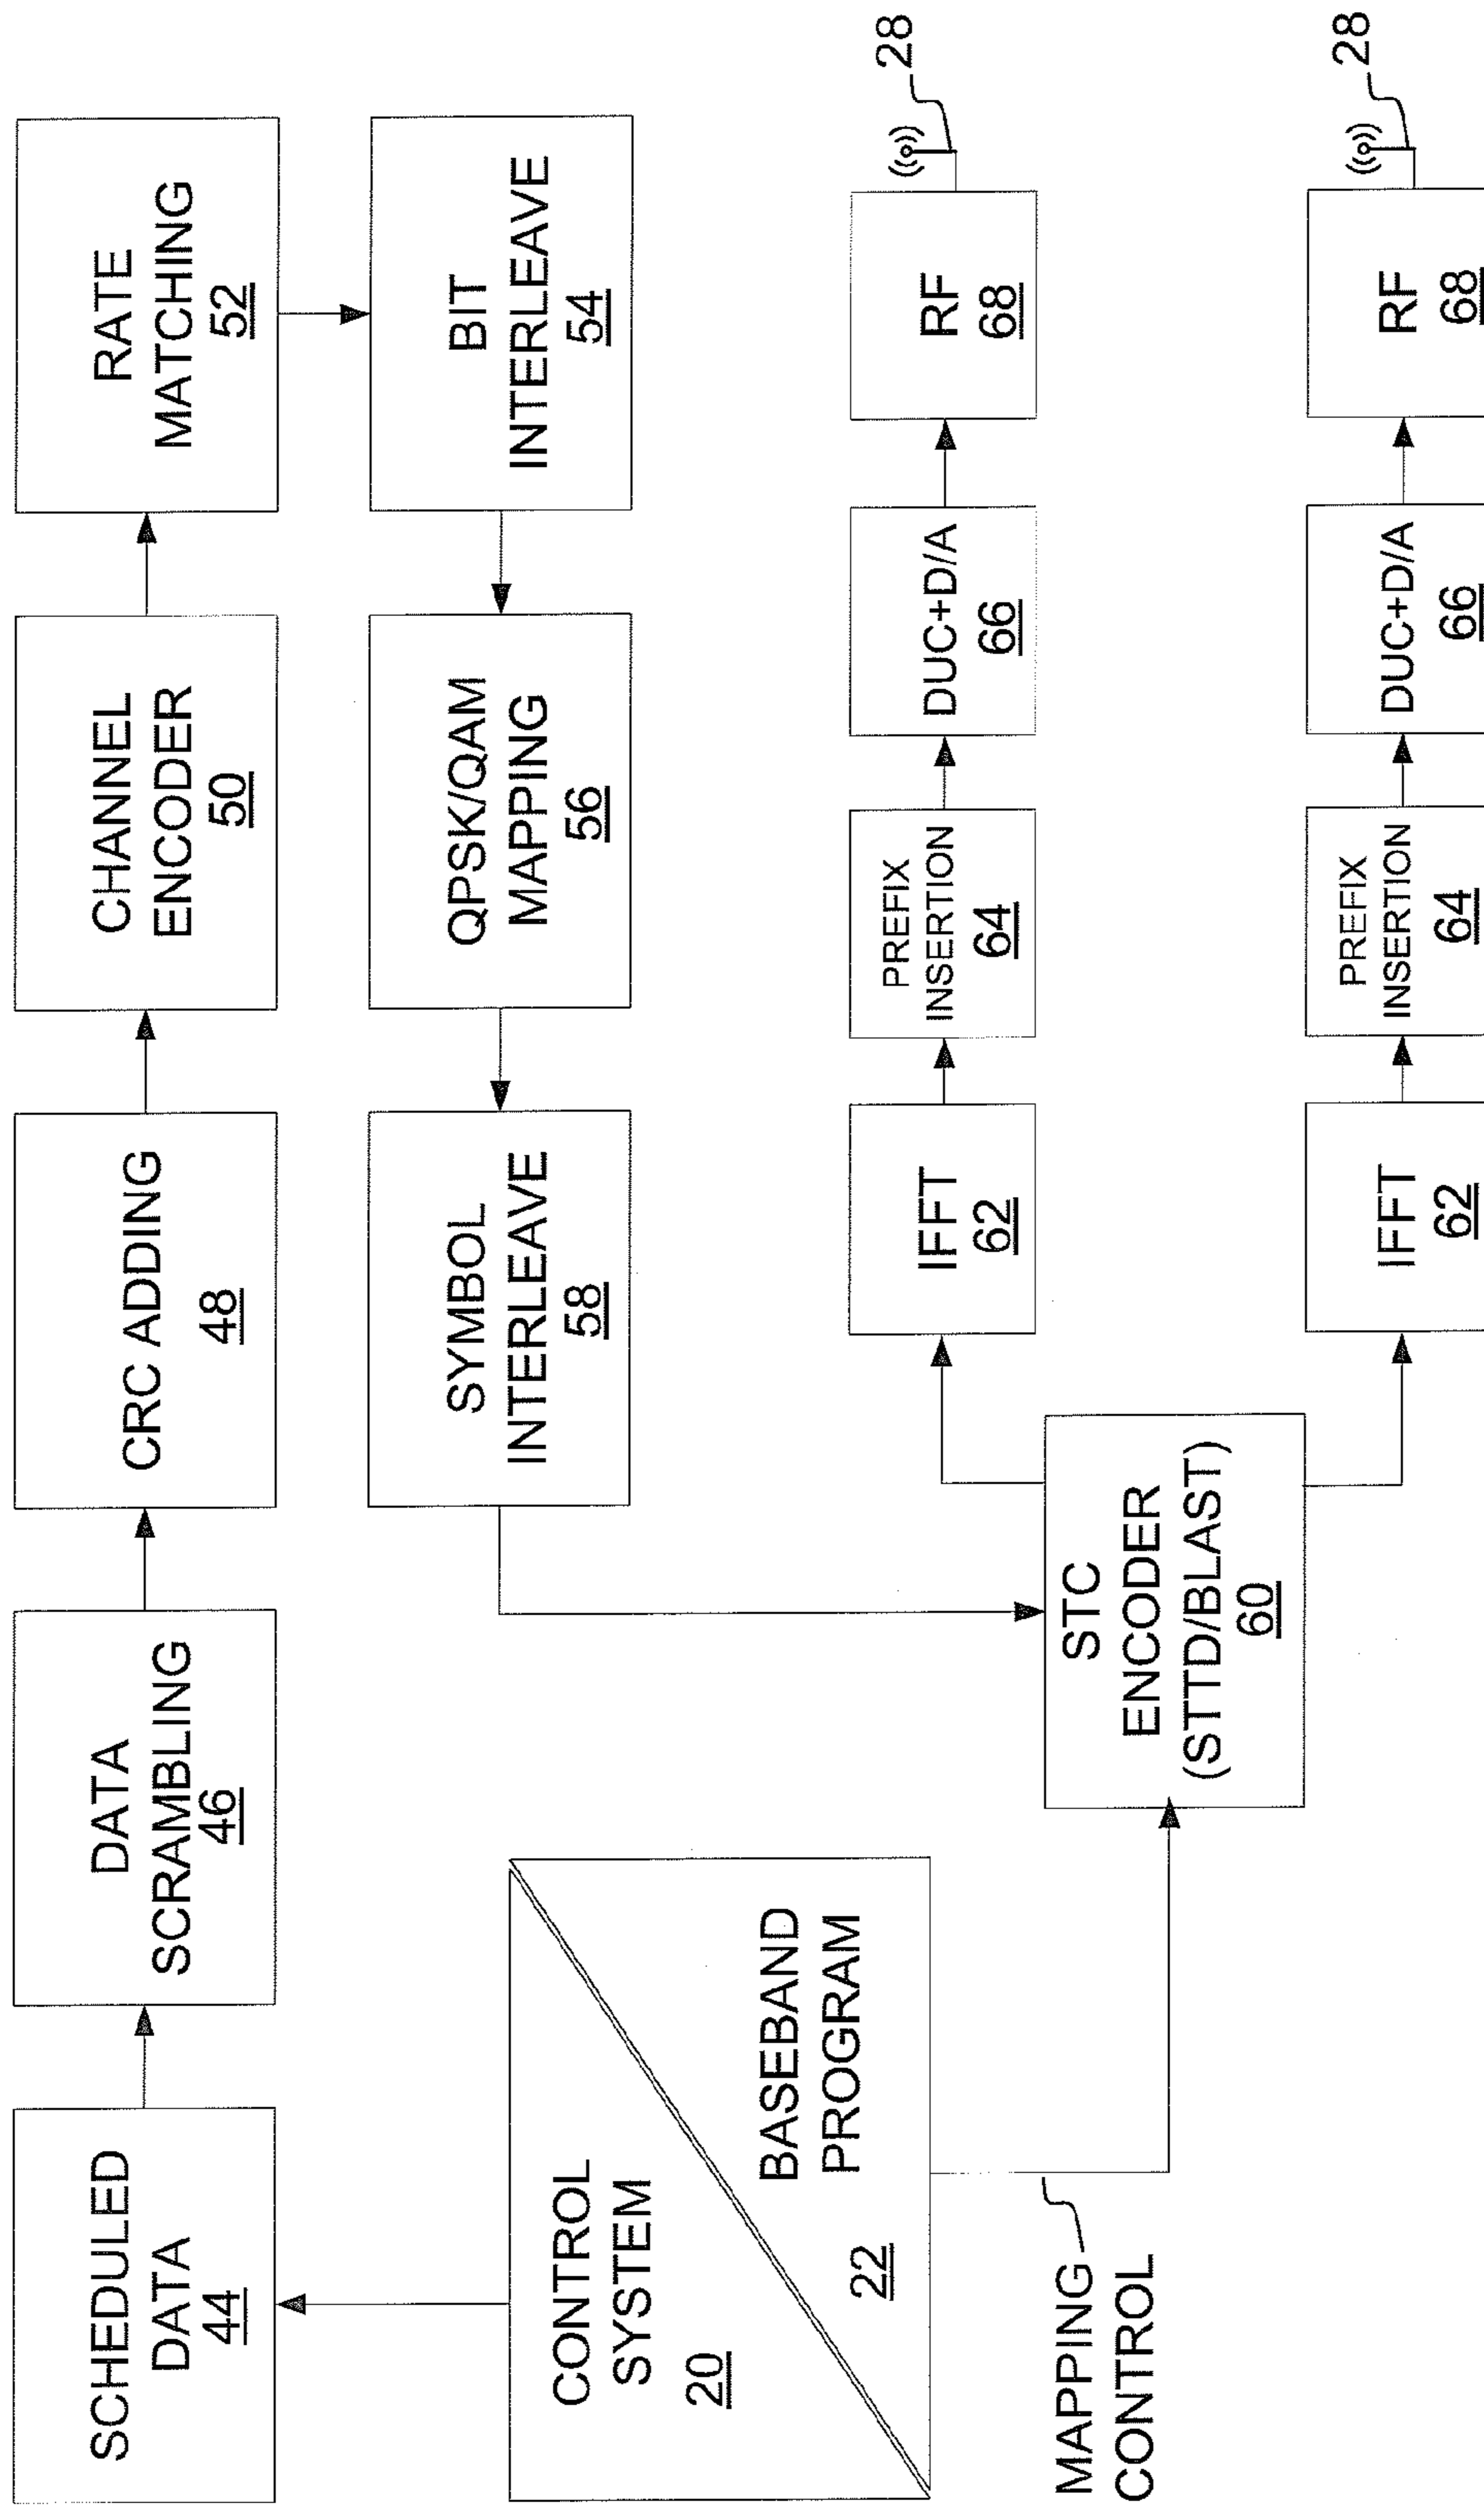 SCHEDULED
DATA
44
DATA
SCRAMBLING
46
CRC ADDING
48
CHANNEL
ENCODER
50
RATE
MATCHING
52
CONTROL
SYSTEM
20
BASEBAND
PROGRAM
22
SYMBOL
INTERLEAVE
58
QPSK/QAM
MAPPING
56
BIT
INTERLEAVE
54
MAPPING
CONTROL
STC
ENCODER
(STTD/BLAST)
60
IFFT
62
PREFIX
INSERTION
64
DUC+D/A
66
RF
68
28
IFFT
62
PREFIX
INSERTION
64
DUC+D/A
66
RF
68
28